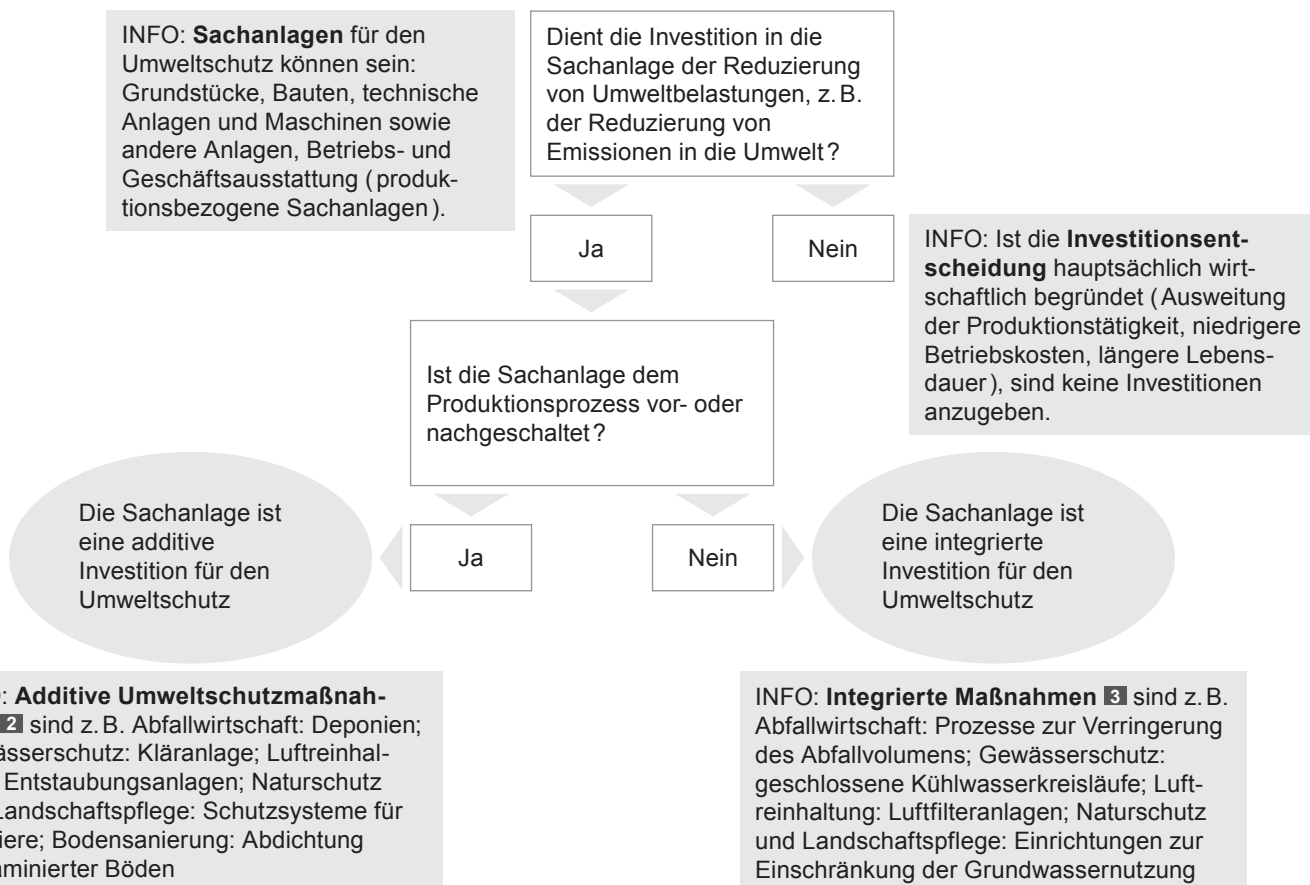 INFO: Sachanlagen für den
Umweltschutz können sein:
Grundstücke, Bauten, technische
Anlagen und Maschinen sowie
andere Anlagen, Betriebs- und
Geschäftsausstattung ( produk-
tionsbezogene Sachanlagen ).
Dient die Investition in die
Sachanlage der Reduzierung
von Umweltbelastungen, z. B.
der Reduzierung von
Emissionen in die Umwelt ?
Ja
Nein
INFO: Ist die Investitionsent-
scheidung hauptsächlich wirt-
schaftlich begründet ( Ausweitung
der Produktionstätigkeit, niedrigere
Betriebskosten, längere Lebens-
dauer ), sind keine Investitionen
anzugeben.
Ist die Sachanlage dem
Produktionsprozess vor- oder
nachgeschaltet ?
Ja
Nein
Die Sachanlage ist
eine additive
Investition für den
Umweltschutz
Die Sachanlage ist
eine integrierte
Investition für den
Umweltschutz
: Additive Umweltschutzmaßnah-
2 sind z. B. Abfallwirtschaft: Deponien;
Kläranlage; Luftreinhal-
Entstaubungsanlagen; Naturschutz
Landschaftspflege: Schutzsysteme für
Bodensanierung: Abdichtung
Böden
INFO: Integrierte Maßnahmen 3 sind z. B.
Abfallwirtschaft: Prozesse zur Verringerung
des Abfallvolumens; Gewässerschutz:
geschlossene Kühlwasserkreisläufe; Luft-
reinhaltung: Luftfilteranlagen; Naturschutz
und Landschaftspflege: Einrichtungen zur
Einschränkung der Grundwassernutzung